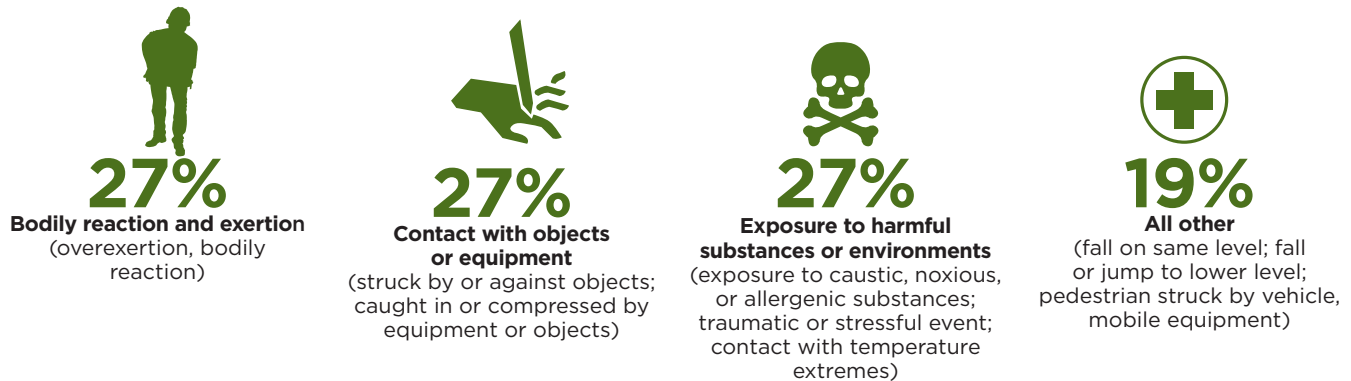 27%
Bodily reaction and exertion
(overexertion, bodily
reaction)
27%
Contact with objects
or equipment
(struck by or against objects;
caught in or compressed by
equipment or objects)
27%
Exposure to harmful
substances or environments
(exposure to caustic, noxious,
or allergenic substances;
traumatic or stressful event;
contact with temperature
extremes)
19%
All other
(fall on same level; fall
or jump to lower level;
pedestrian struck by vehicle,
mobile equipment)